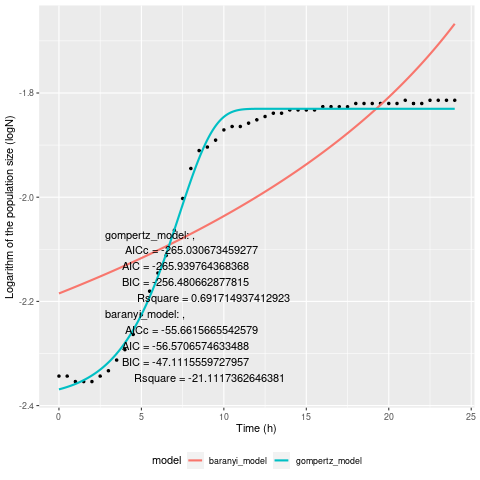 Logarithm of the population size (logN)
-1.8
-2.0
-2.2
-2.4
gompertz_model: ,
AICc = -265.030673459277
AIC = -265.939764368368
BIC = -256.480662877815
Rsquare = 0.691714937412923
baranyi_model: ,
AICc = -55.6615665542579
AIC = -56.5706574633488
BIC = -47.1115559727957
Rsquare = -21.1117362646381
0 5 10 15 20 25
Time (h)
model baranyi_model gompertz_model